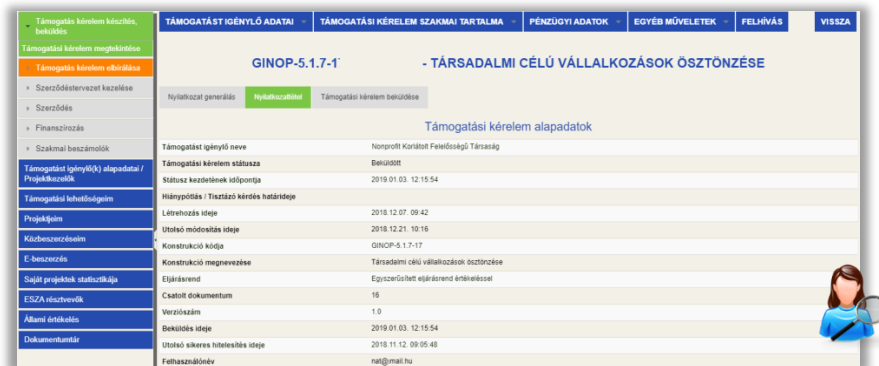 Támogatás kérelem készítés,
beküldés
Támogatási kérelem megtekintése
Támogatás kérelem elbírálása
Szerződéstervezet kezelése
Szerződés
Finanszírozás
Szakmai beszámolók
Támogatást igénylő(k) alapadatai /
Projektkezelők
Támogatási lehetőségeim
Projektjeim
Közbeszerzéseim
E-beszerzés
Saját projektek statisztikája
ESZA résztvevők
Állami értékelés
Dokumentumtár
TÁMOGATÁST IGÉNYLŐ ADATAI
TÁMOGATÁSI KÉRELEM SZAKMAI TARTALMA
PÉNZÜGYI ADATOK
EGYÉB MŰVELETEK
FELHÍVÁS
VISSZA
GINOP-5.1.7-1 - TÁRSADALMI CÉLÚ VÁLLALKOZÁSOK ÖSZTÖNZÉSE
Nyilatkozat generálás
Nyilatkozattétel
Támogatási kérelem beküldése
Támogatási kérelem alapadatok
Támogatást igénylő neve Nonprofit Korlátolt Felelősségű Társaság
Támogatási kérelem státusza Beküldött
Státusz kezdetének időpontja 2019.01.03. 12:15:54
Hiánypótlás / Tisztázó kérdés határideje
Létrehozás ideje 2018.12.07. 09:42
Utolsó módosítás ideje 2018.12.21. 10:16
Konstrukció kódja GINOP-5.1.7-17
Konstrukció megnevezése Társadalmi célú vállalkozások ösztönzése
Eljárásrend Egyszerűsített eljárásrend értékeléssel
Csatolt dokumentum 16
Verziószám 1.0
Beküldés ideje 2019.01.03. 12:15:54
Utolsó sikeres hitelesítés ideje 2018.11.12. 09:05:48
Felhasználónév